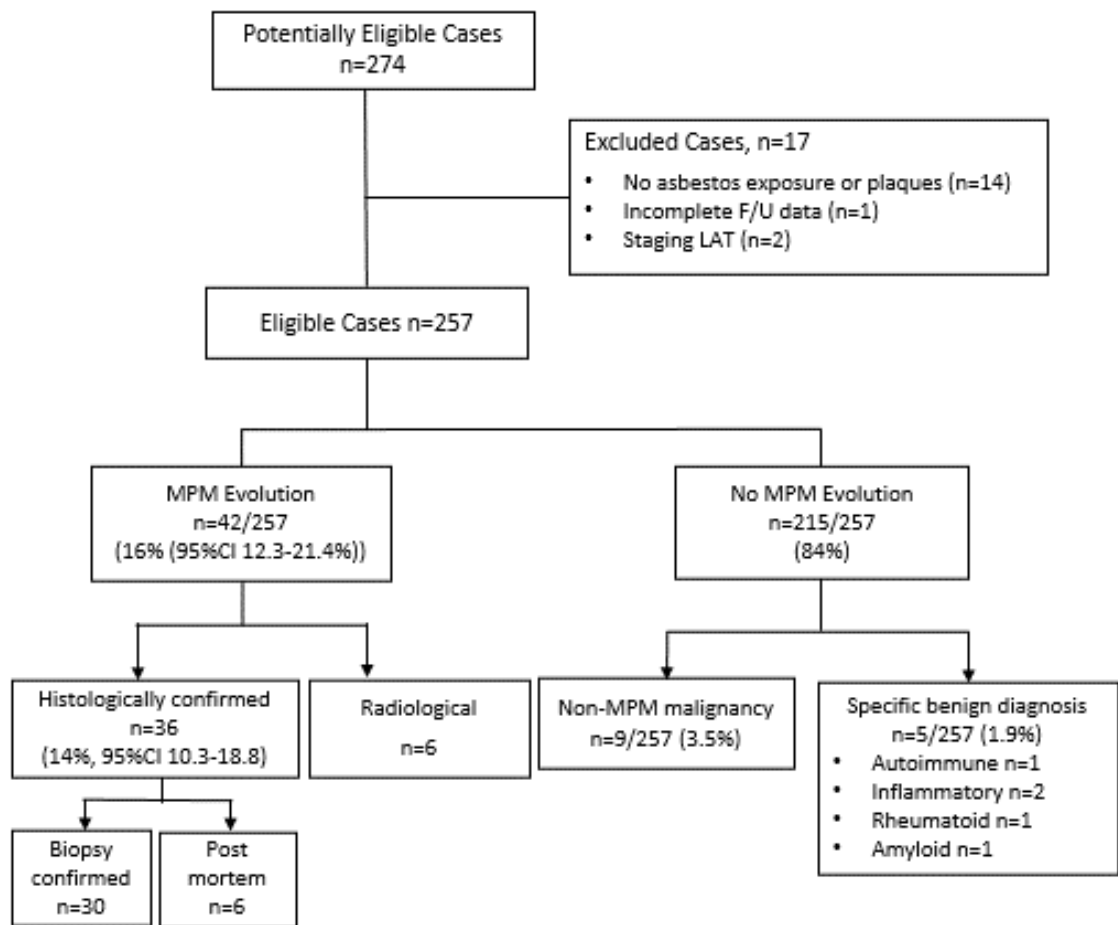 Potentially Eligible Cases
n=274
Excluded Cases, n=17
• No asbestos exposure or plaques (n=14)
• Incomplete F/U data (n=1)
• Staging LAT (n=2)
Eligible Cases n=257
MPM Evolution
n=42/257
(16% (95%CI 12.3-21.4%))
No MPM Evolution
n=215/257
(84%)
Histologically confirmed
n=36
(14%, 95%CI 10.3-18.8)
Radiological
n=6
Non-MPM malignancy
n=9/257 (3.5%)
Specific benign diagnosis
n=5/257 (1.9%)
• Autoimmune n=1
• Inflammatory n=2
• Rheumatoid n=1
• Amyloid n=1
Biopsy
confirmed
n=30
Post
mortem
n=6